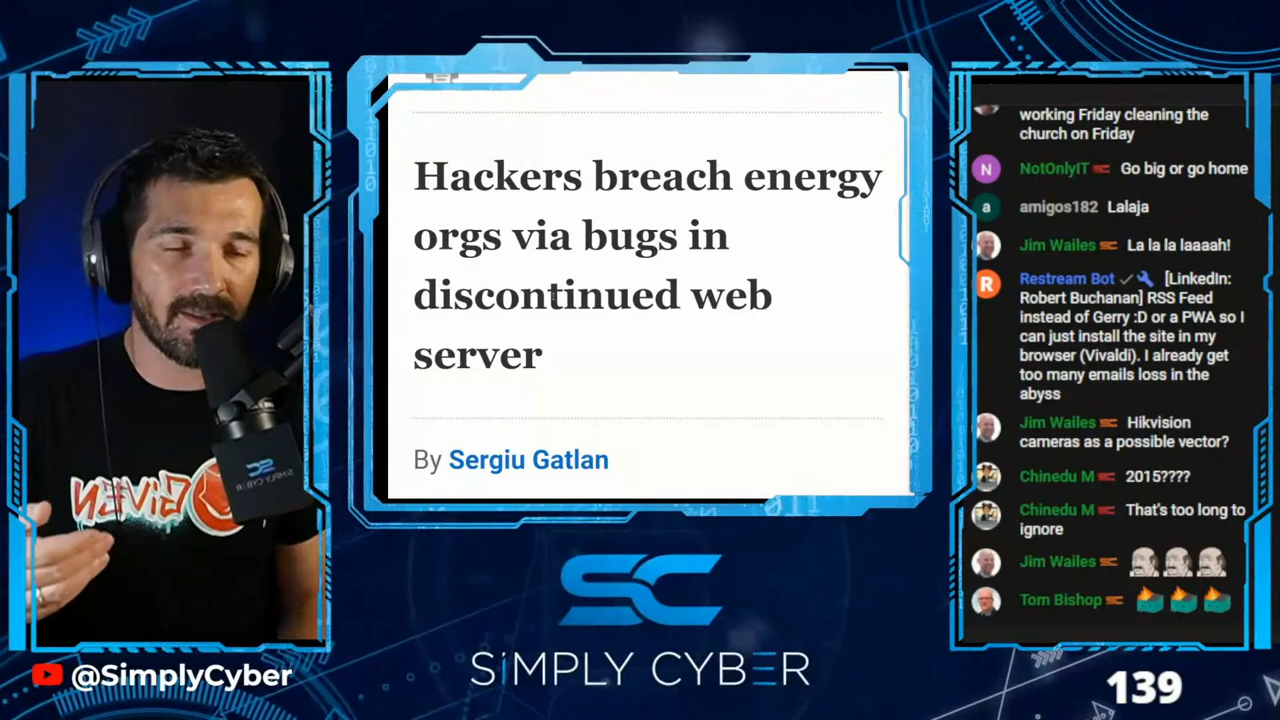 Hackers breach energy
orgs via bugs in
discontinued web
server
By Sergiu Gatlan
SIMPLY CYBER
@SimplyCyber
working Friday cleaning the
church on Friday
N NotOnlyIT Go big or go home
a amigos182 Lalaja
Jim Wailes La la la laaaah!
R Restream Bot [LinkedIn:
Robert Buchanan] RSS Feed
instead of Gerry :D or a PWA so I
can just install the site in my
browser (Vivaldi). I already get
too many emails loss in the
abyss
Jim Wailes Hikvision
cameras as a possible vector?
Chinedu M 2015????
Chinedu M That's too long to
ignore
Jim Wailes
Tom Bishop
139
SC
SIMPLY CYBER
GIVEN